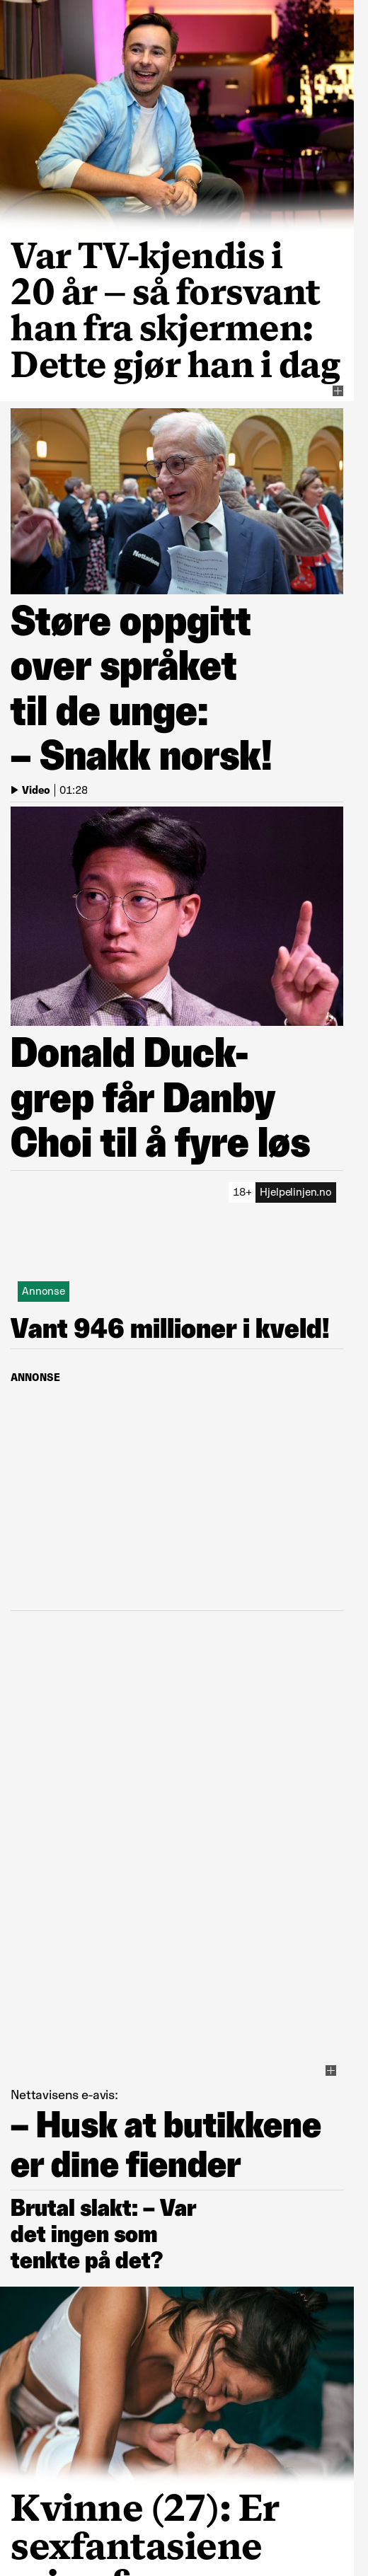 Var TV-kjendis i
20 år – så forsvant
han fra skjermen:
Dette gjør han i dag
Nettavisen
Støre oppgitt
over språket
til de unge:
– Snakk norsk!
Video | 01:28
Donald Duck-
grep får Danby
Choi til å fyre løs
18+ Hjelpelinjen.no
Annonse
Vant 946 millioner i kveld!
ANNONSE
Nettavisens e-avis:
– Husk at butikkene
er dine fiender
Brutal slakt: – Var
det ingen som
tenkte på det?
Kvinne (27): Er
sexfantasiene